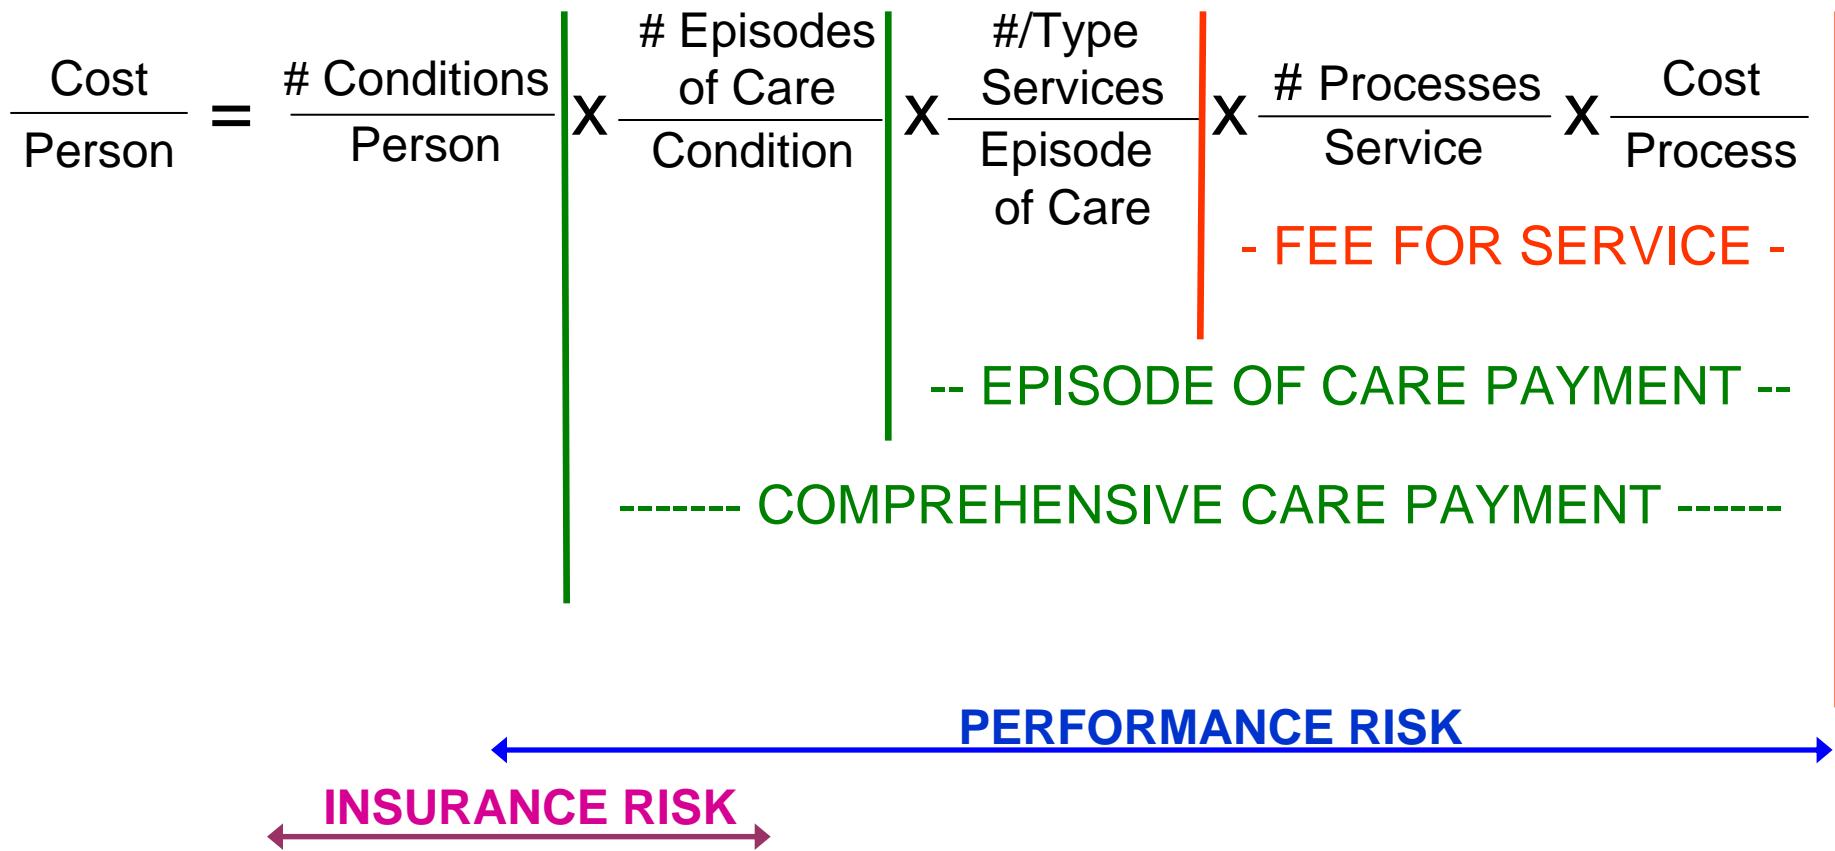 Cost
Person
=
# Conditions
Person
x
# Episodes
of Care
Condition
x
#/Type
Services
Episode
of Care
x
# Processes
Service
x
Cost
Process
- FEE FOR SERVICE -
-- EPISODE OF CARE PAYMENT --
------- COMPREHENSIVE CARE PAYMENT ------
PERFORMANCE RISK
INSURANCE RISK